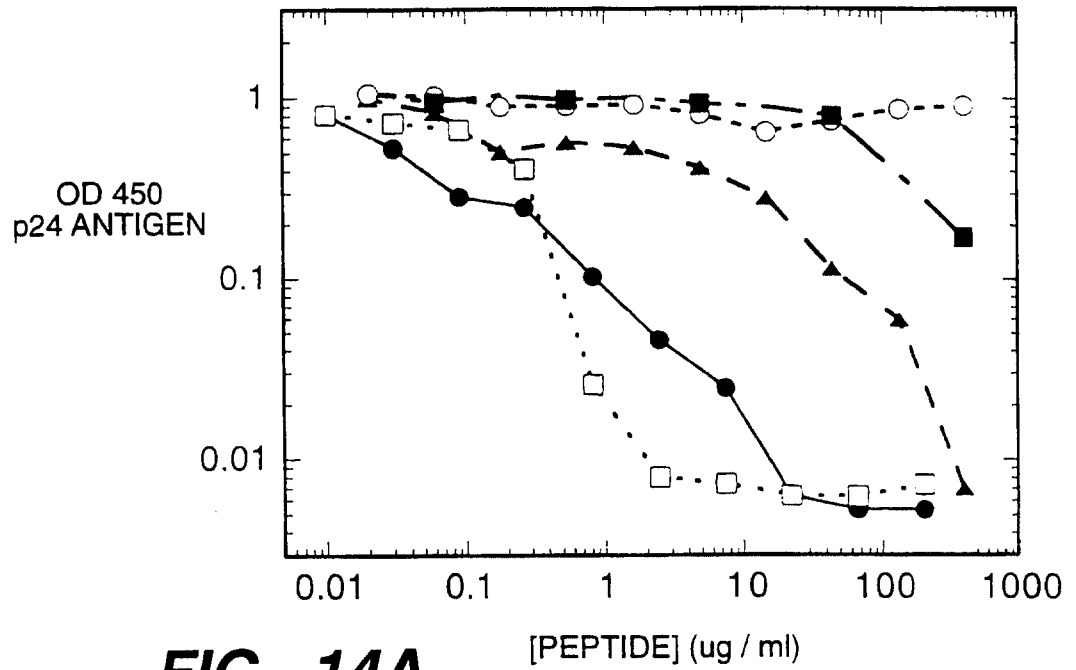 1
OD 450
p24 ANTIGEN
0.1
0.01
0.01 0.1 1 10 100 1000
[PEPTIDE] (ug / ml)
FIG. 14A